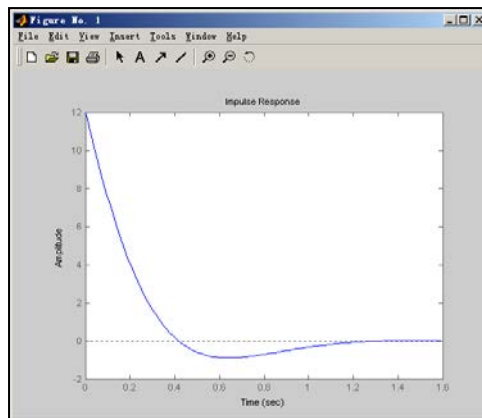 Figure No. 1
File Edit View Insert Tools Window Help
A
Impulse Response
12
10
8
6
4
2
0
-2
0 0.2 0.4 0.6 0.8 1 1.2 1.4 1.6
Amplitude
Time (sec)